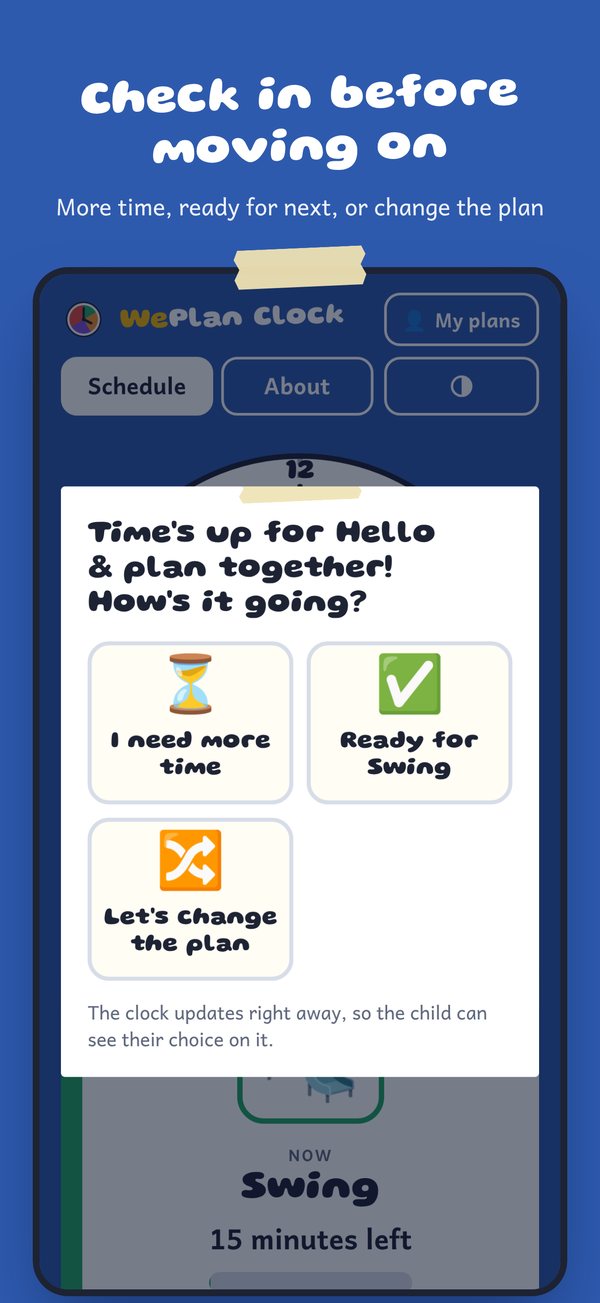 Check in before
moving on
More time, ready for next, or change the plan
WePlan Clock
My plans
Schedule
About
12
Time's up for Hello
& plan together!
How's it going?
I need more
time
Ready for
Swing
Let's change
the plan
The clock updates right away, so the child can
see their choice on it.
NOW
Swing
15 minutes left